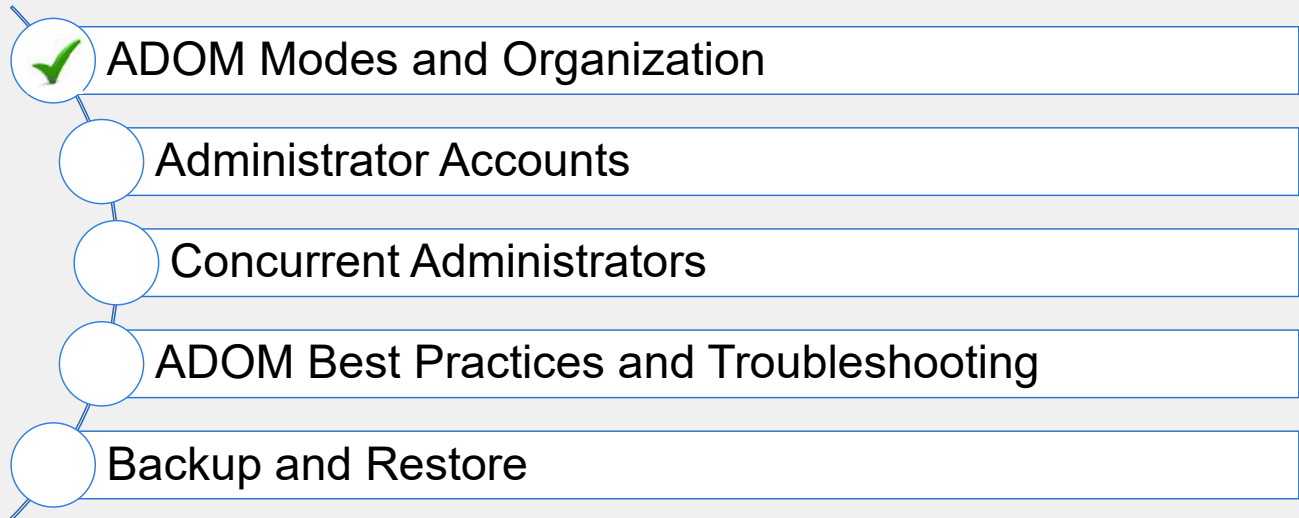 ADOM Modes and Organization
Administrator Accounts
Concurrent Administrators
ADOM Best Practices and Troubleshooting
Backup and Restore